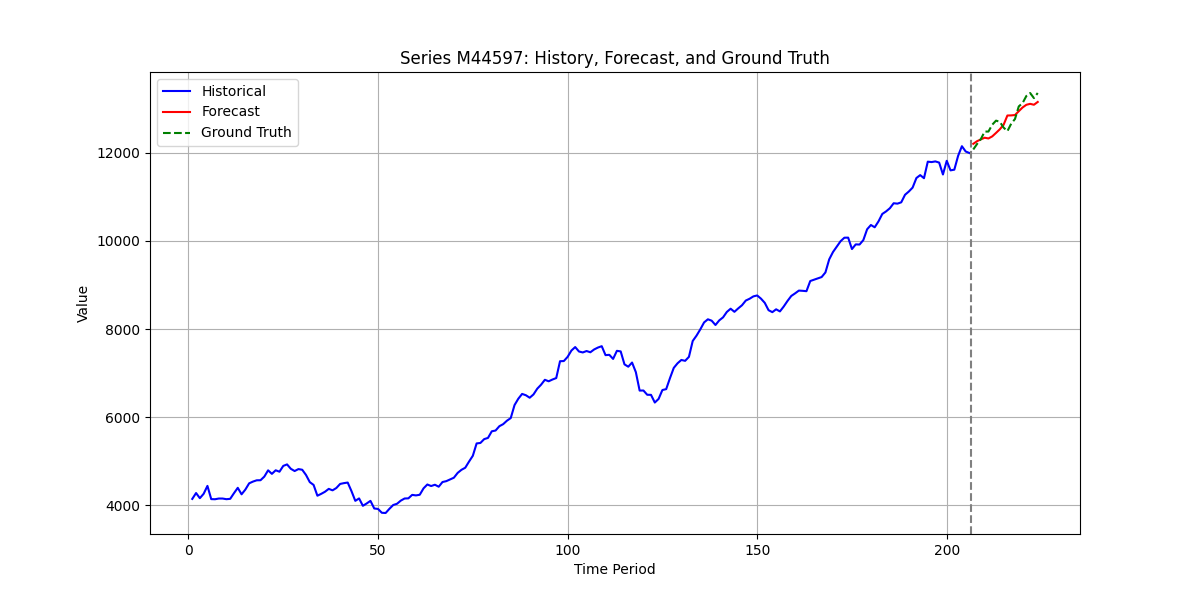 Series M44597: History, Forecast, and Ground Truth
Historical
Forecast
Ground Truth
12000
10000
8000
6000
4000
Value
0 50 100 150 200
Time Period